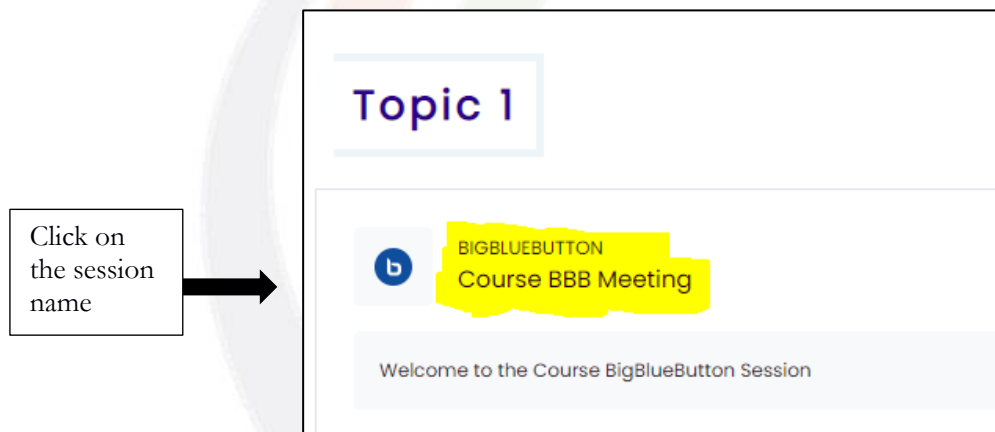 Topic 1
Click on
the session
name
b
BIGBLUEBUTTON
Course BBB Meeting
Welcome to the Course BigBlueButton Session